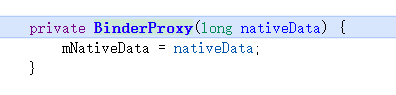 private BinderProxy(long nativeData) {
    mNativeData = nativeData;
}